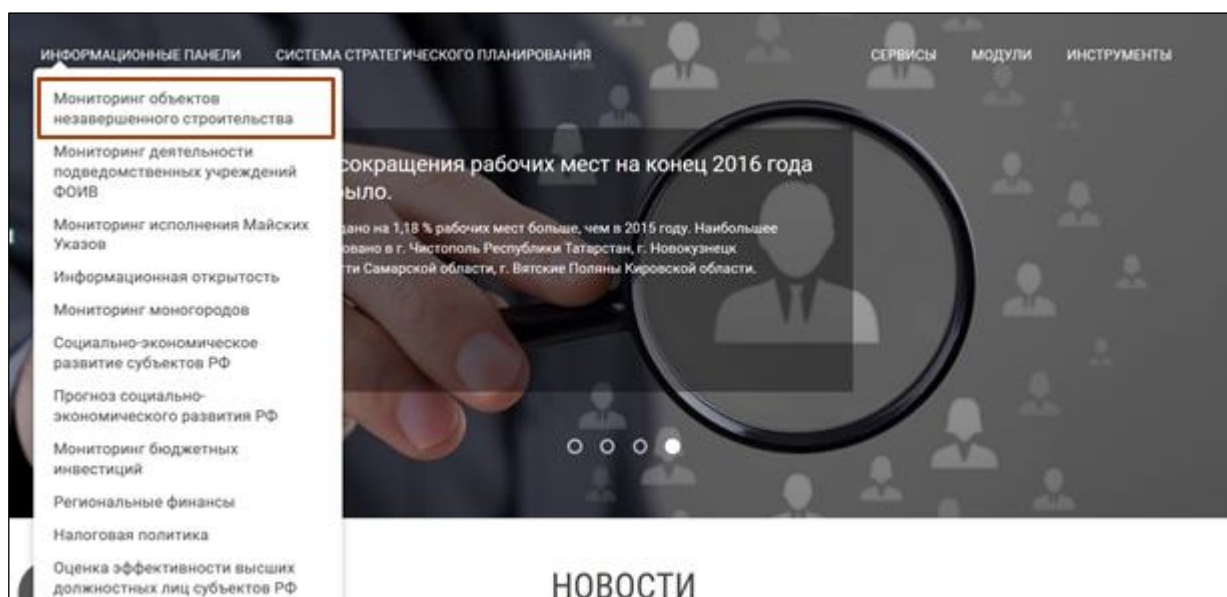 ИНФОРМАЦИОННЫЕ ПАНЕЛИ СИСТЕМА СТРАТЕГИЧЕСКОГО ПЛАНИРОВАНИЯ СЕРВИСЫ МОДУЛИ ИНСТРУМЕНТЫ
Мониторинг объектов
незавершенного строительства
Мониторинг деятельности
подведомственных учреждений
ФОИВ
Мониторинг исполнения Майских
Указов
Информационная открытость
Мониторинг моногородов
Социально-экономическое
развитие субъектов РФ
Прогноз социально-
экономического развития РФ
Мониторинг бюджетных
инвестиций
Региональные финансы
Налоговая политика
Оценка эффективности высших
должностных лиц субъектов РФ
сокращения рабочих мест на конец 2016 года
было.
на 1,18 % рабочих мест больше, чем в 2015 году. Наибольшее
в г. Чистополь Республики Татарстан, г. Новокузнецк
Самарской области, г. Вятские Поляны Кировской области.
НОВОСТИ